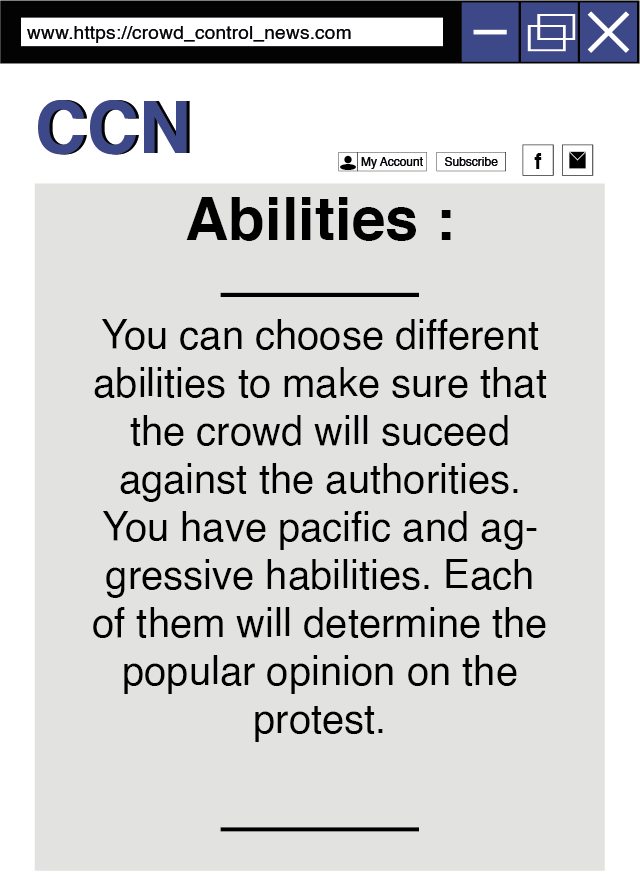 www.https://crowd_control_news.com
CCN
My Account
Subscribe
f
Abilities :
You can choose different
abilities to make sure that
the crowd will suceed
against the authorities.
You have pacific and ag-
gressive habilities. Each
of them will determine the
popular opinion on the
protest.